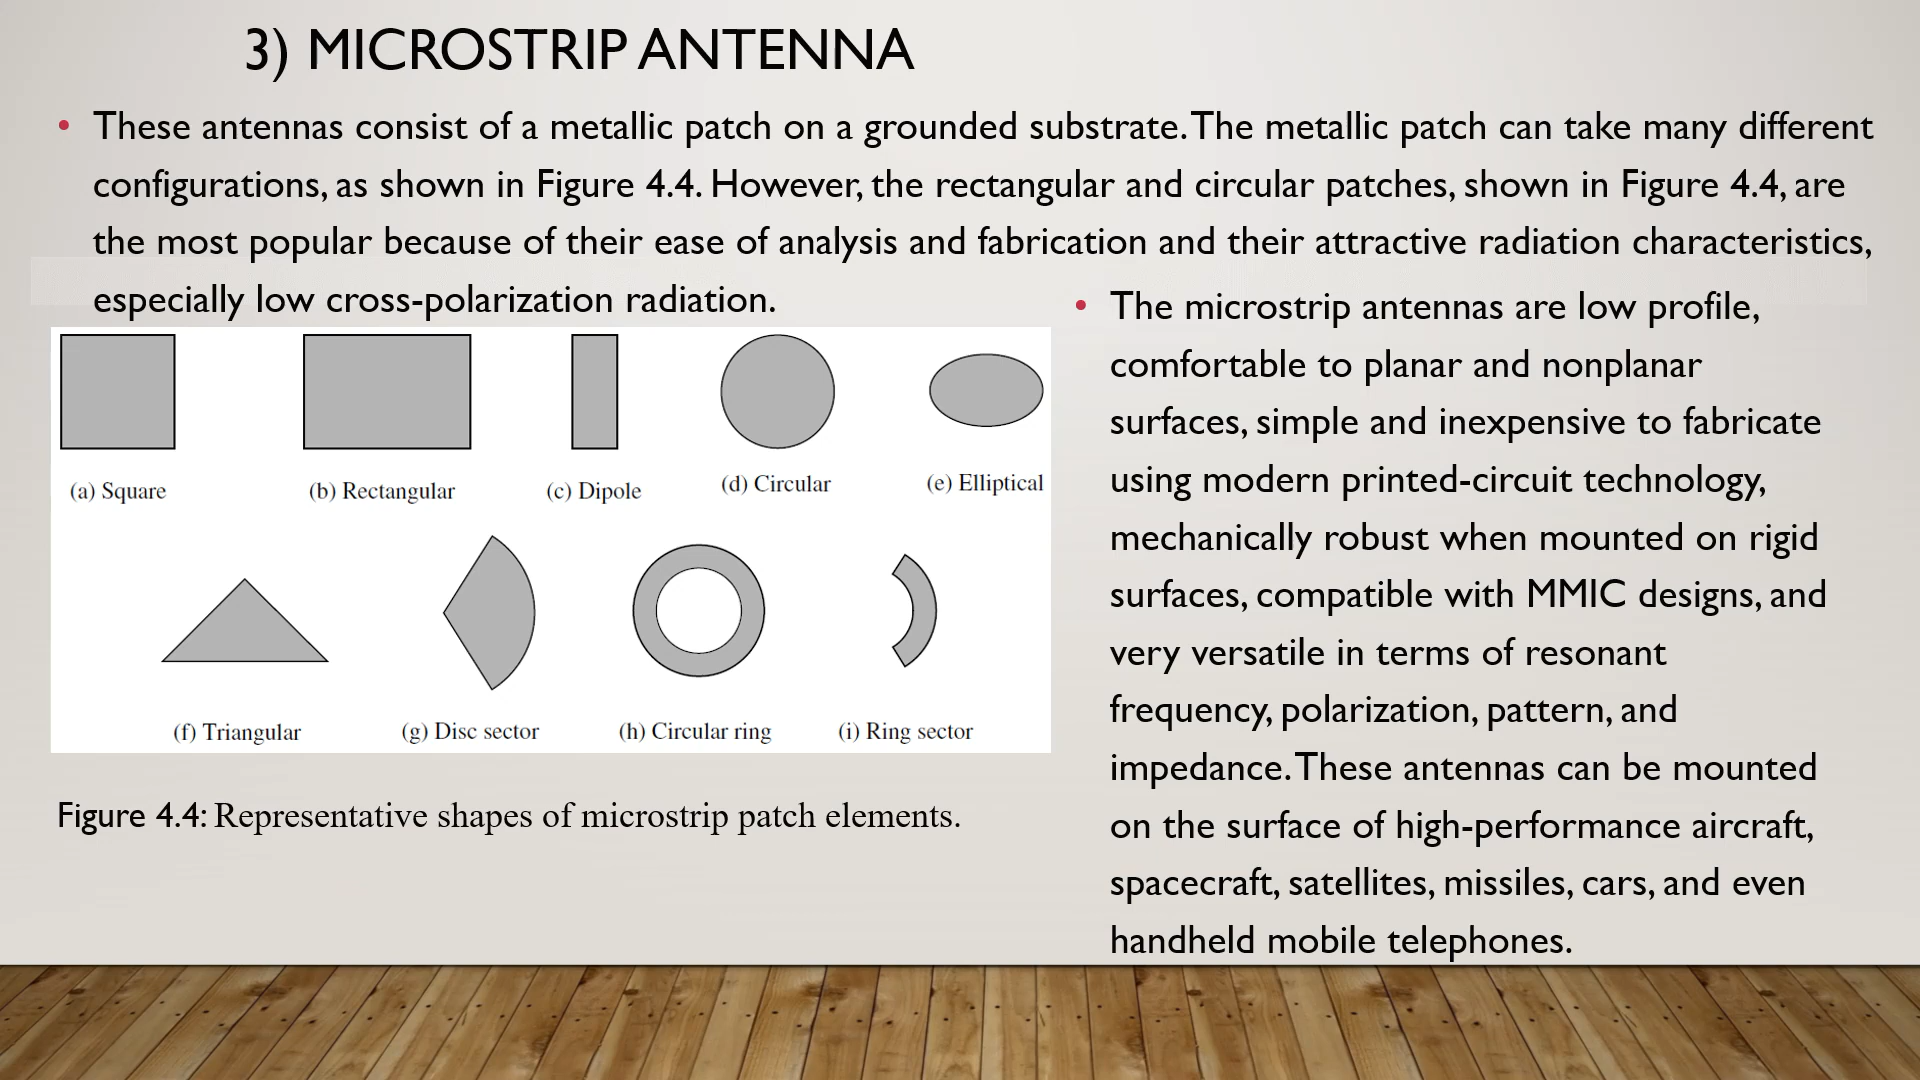 3) MICROSTRIP ANTENNA
• These antennas consist of a metallic patch on a grounded substrate. The metallic patch can take many different
configurations, as shown in Figure 4.4. However, the rectangular and circular patches, shown in Figure 4.4, are
the most popular because of their ease of analysis and fabrication and their attractive radiation characteristics,
especially low cross-polarization radiation.
(a) Square
(b) Rectangular
(c) Dipole
(d) Circular
(e) Elliptical
(f) Triangular
(g) Disc sector
(h) Circular ring
(i) Ring sector
Figure 4.4: Representative shapes of microstrip patch elements.
• The microstrip antennas are low profile,
comfortable to planar and nonplanar
surfaces, simple and inexpensive to fabricate
using modern printed-circuit technology,
mechanically robust when mounted on rigid
surfaces, compatible with MMIC designs, and
very versatile in terms of resonant
frequency, polarization, pattern, and
impedance. These antennas can be mounted
on the surface of high-performance aircraft,
spacecraft, satellites, missiles, cars, and even
handheld mobile telephones.